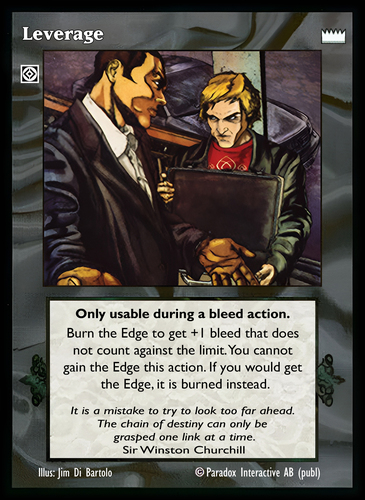 Leverage
Only usable during a bleed action.
Burn the Edge to get +1 bleed that does
not count against the limit. You cannot
gain the Edge this action. If you would get
the Edge, it is burned instead.
It is a mistake to try to look too far ahead.
The chain of destiny can only be
grasped one link at a time.
Sir Winston Churchill
Illus: Jim Di Bartolo
© Paradox Interactive AB (publ)